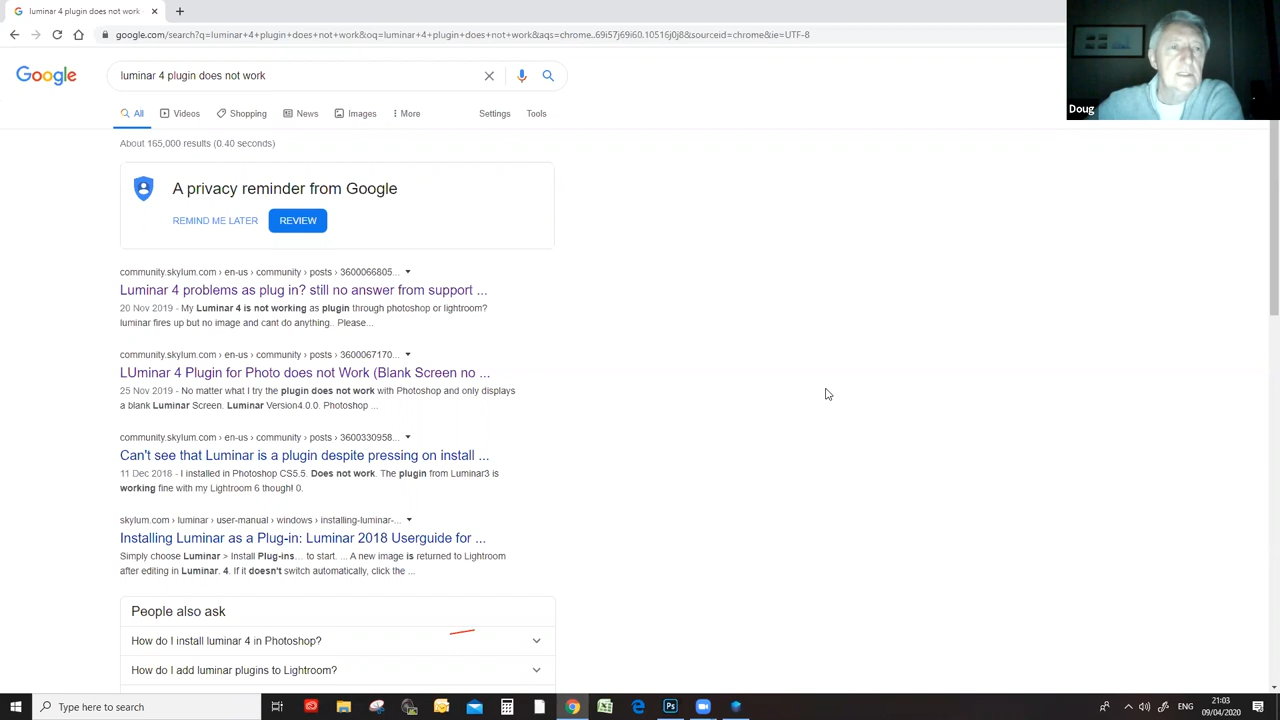 luminar 4 plugin does not work
google.com/search?q=luminar+4+plugin+does+not+work&oq=luminar+4+plugin+does+not+work&aqs=chrome..69i57j69i60.10516j0j8&sourceid=chrome&ie=UTF-8
Doug
Google
luminar 4 plugin does not work
All Videos Shopping News Images More Settings Tools
About 165,000 results (0.40 seconds)
A privacy reminder from Google
REMIND ME LATER REVIEW
community.skylum.com › en-us › community › posts › 3600066805...
Luminar 4 problems as plug in? still no answer from support ...
20 Nov 2019 - My Luminar 4 is not working as plugin through photoshop or lightroom?
luminar fires up but no image and cant do anything.. Please...
community.skylum.com › en-us › community › posts › 3600067170...
LUminar 4 Plugin for Photo does not Work (Blank Screen no ...
25 Nov 2019 - No matter what I try the plugin does not work with Photoshop and only displays
a blank Luminar Screen. Luminar Version4.0.0. Photoshop ...
community.skylum.com › en-us › community › posts › 3600330958...
Can't see that Luminar is a plugin despite pressing on install ...
11 Dec 2018 - I installed in Photoshop CS5.5. Does not work. The plugin from Luminar3 is
working fine with my Lightroom 6 though! 0.
skylum.com › luminar › user-manual › windows › installing-luminar-...
Installing Luminar as a Plug-in: Luminar 2018 Userguide for ...
Simply choose Luminar > Install Plug-ins... to start. ... A new image is returned to Lightroom
after editing in Luminar. 4. If it doesn't switch automatically, click the ...
People also ask
How do I install luminar 4 in Photoshop?
How do I add luminar plugins to Lightroom?
Type here to search
Ps
ENG
21:03
09/04/2020